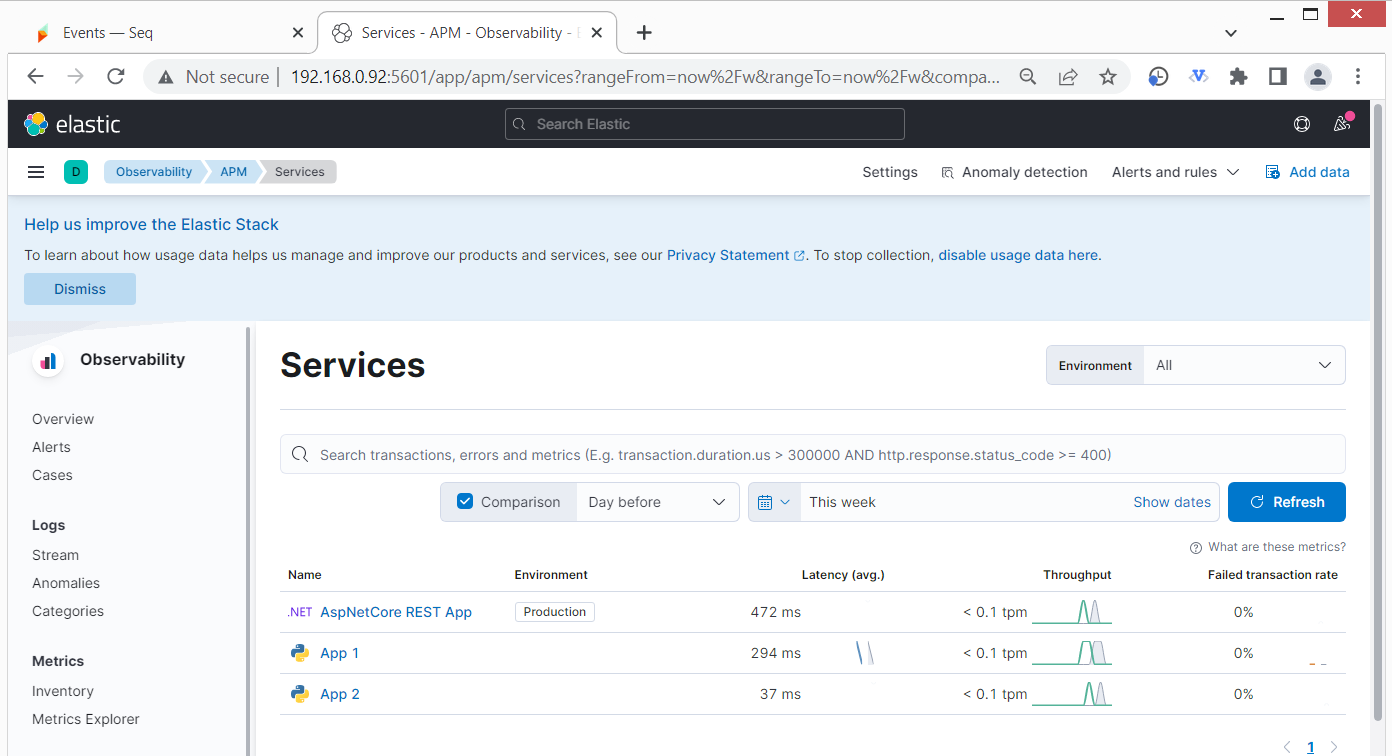 Events — Seq
Services - APM - Observability -
Not secure | 192.168.0.92:5601/app/apm/services?rangeFrom=now%2Fw&rangeTo=now%2Fw&compa...
elastic
Search Elastic
D Observability APM Services Settings Anomaly detection Alerts and rules Add data
Help us improve the Elastic Stack
To learn about how usage data helps us manage and improve our products and services, see our Privacy Statement. To stop collection, disable usage data here.
Dismiss
Observability
Overview
Alerts
Cases
Logs
Stream
Anomalies
Categories
Metrics
Inventory
Metrics Explorer
Services
Environment All
Search transactions, errors and metrics (E.g. transaction.duration.us > 300000 AND http.response.status_code >= 400)
Comparison Day before This week Show dates Refresh
What are these metrics?
Name Environment Latency (avg.) Throughput Failed transaction rate
.NET AspNetCore REST App Production 472 ms < 0.1 tpm 0%
App 1 294 ms < 0.1 tpm 0%
App 2 37 ms < 0.1 tpm 0%
1